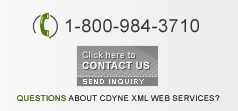 1-800-984-3710
Click here to
CONTACT US
SEND INQUIRY
QUESTIONS ABOUT CDYNE XML WEB SERVICES?